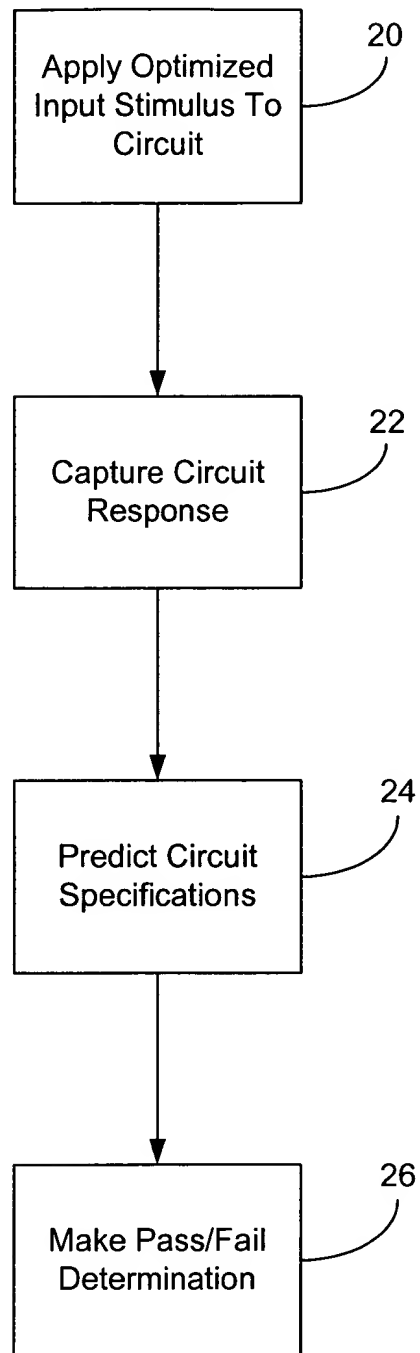 20
Apply Optimized
Input Stimulus To
Circuit
22
Capture Circuit
Response
24
Predict Circuit
Specifications
26
Make Pass/Fail
Determination